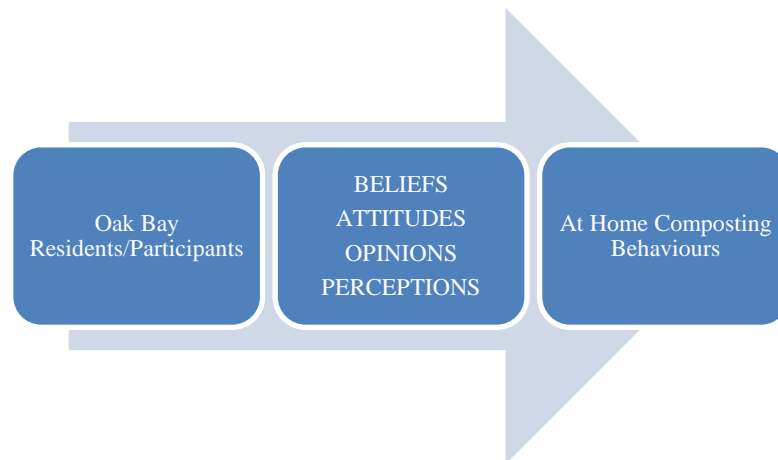 Oak Bay
Residents/Participants
BELIEFS
ATTITUDES
OPINIONS
PERCEPTIONS
At Home Composting
Behaviours